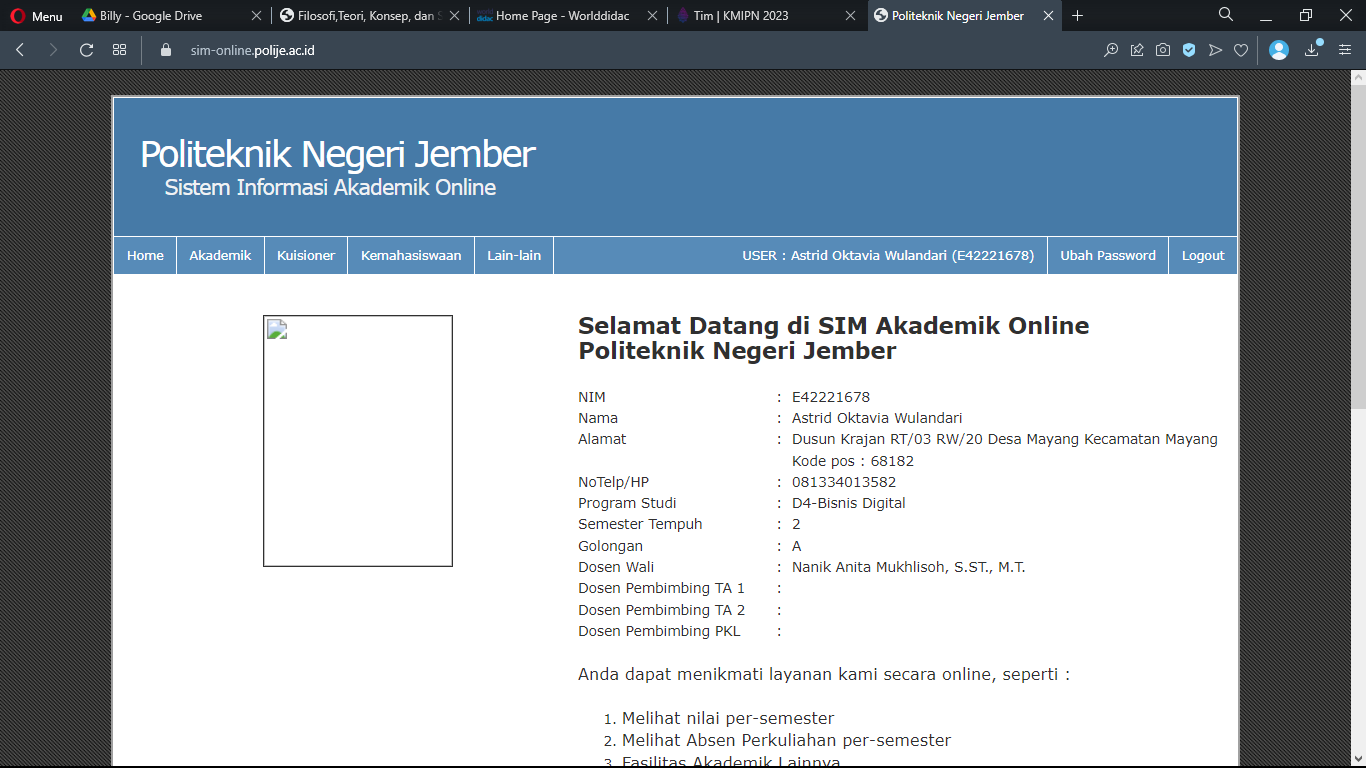 Menu
Billy - Google Drive
Filosofi,Teori, Konsep, dan S
Home Page - Worlddidac
Tim | KMIPN 2023
Politeknik Negeri Jember
sim-online.polije.ac.id
Politeknik Negeri Jember
Sistem Informasi Akademik Online
Home Akademik Kuisioner Kemahasiswaan Lain-lain USER : Astrid Oktavia Wulandari (E42221678) Ubah Password Logout
Selamat Datang di SIM Akademik Online
Politeknik Negeri Jember
NIM : E42221678
Nama : Astrid Oktavia Wulandari
Alamat : Dusun Krajan RT/03 RW/20 Desa Mayang Kecamatan Mayang
Kode pos : 68182
NoTelp/HP : 081334013582
Program Studi : D4-Bisnis Digital
Semester Tempuh : 2
Golongan : A
Dosen Wali : Nanik Anita Mukhlisoh, S.ST., M.T.
Dosen Pembimbing TA 1 :
Dosen Pembimbing TA 2 :
Dosen Pembimbing PKL :
Anda dapat menikmati layanan kami secara online, seperti :
1. Melihat nilai per-semester
2. Melihat Absen Perkuliahan per-semester
3. Fasilitas Akademik Lainnya